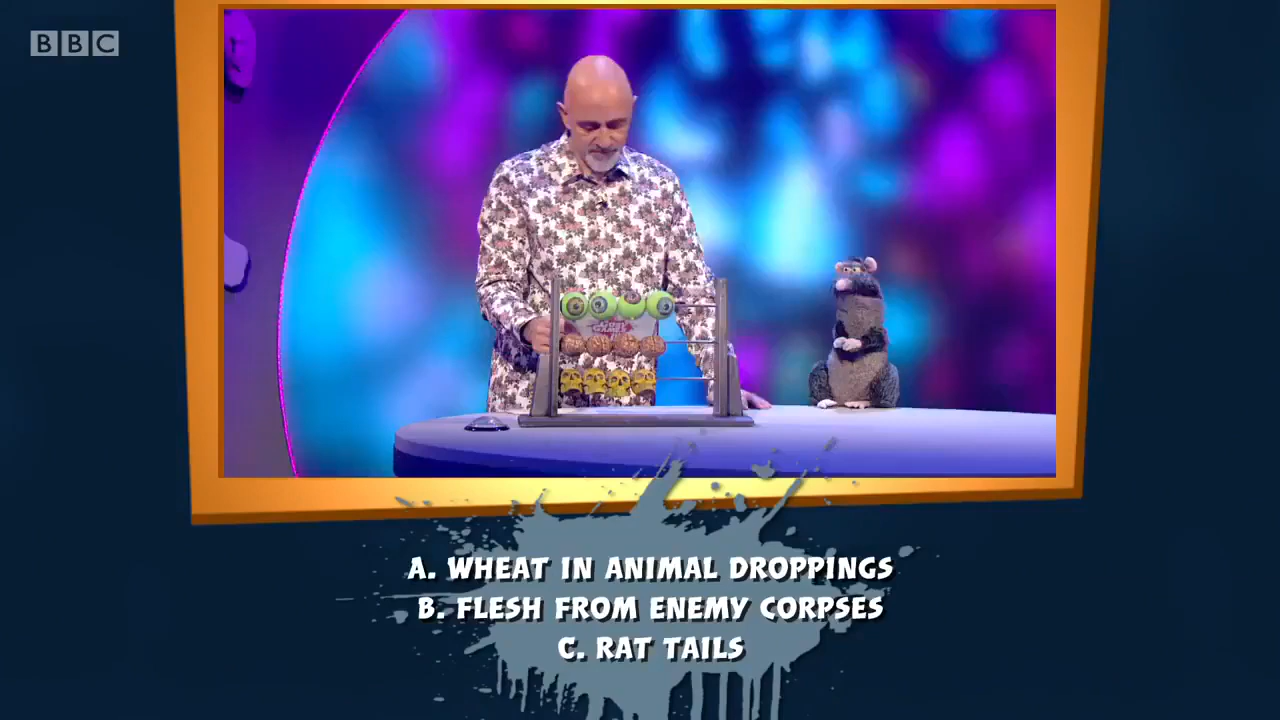 BBC
A. WHEAT IN ANIMAL DROPPINGS
B. FLESH FROM ENEMY CORPSES
C. RAT TAILS